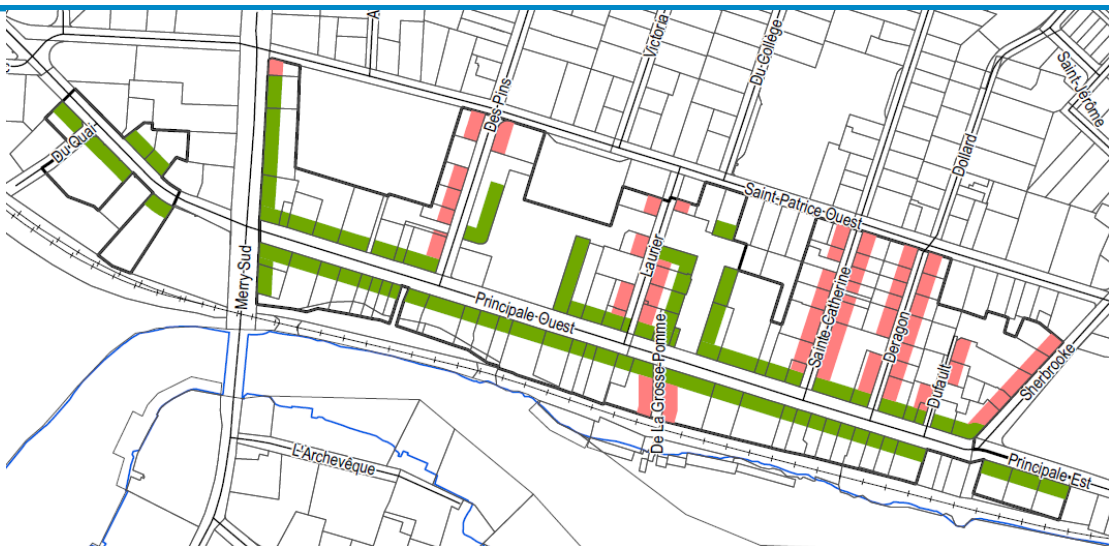 Des Pins
Victoria
Du Collège
Saint-Jérôme
Dollard
Du Quai
Saint-Patrice Ouest
Laurier
Merry Sud
Principale Ouest
Sainte-Catherine
Deragon
Dufault
Sherbrooke
De La Grosse-Pomme
L'Archevêque
Principale Est